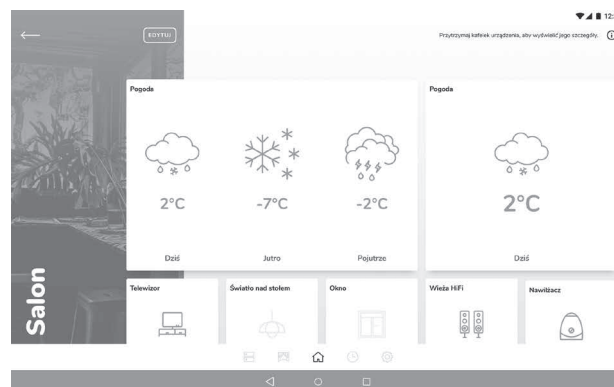 12:
EDYTUJ
Przytrzymaj kafelek urządzenia, aby wyświetlić jego szczegóły.
Pogoda
2°C
-7°C
-2°C
Dziś
Jutro
Pojutrze
Pogoda
2°C
Dziś
Salon
Telewizor
Światło nad stołem
Okno
Wieża HiFi
Nawilżacz